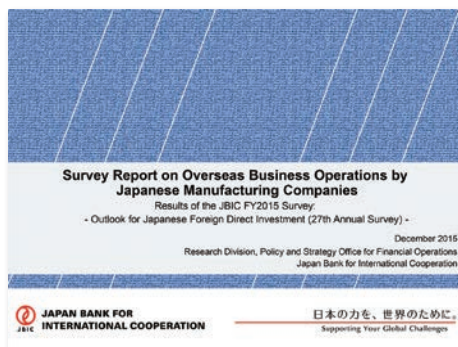 Survey Report on Overseas Business Operations by
Japanese Manufacturing Companies
Results of the JBIC FY2015 Survey:
- Outlook for Japanese Foreign Direct Investment (27th Annual Survey) -
December 2015
Research Division, Policy and Strategy Office for Financial Operations
Japan Bank for International Cooperation
JBIC
JAPAN BANK FOR
INTERNATIONAL COOPERATION
日本の力を、世界のために。
Supporting Your Global Challenges